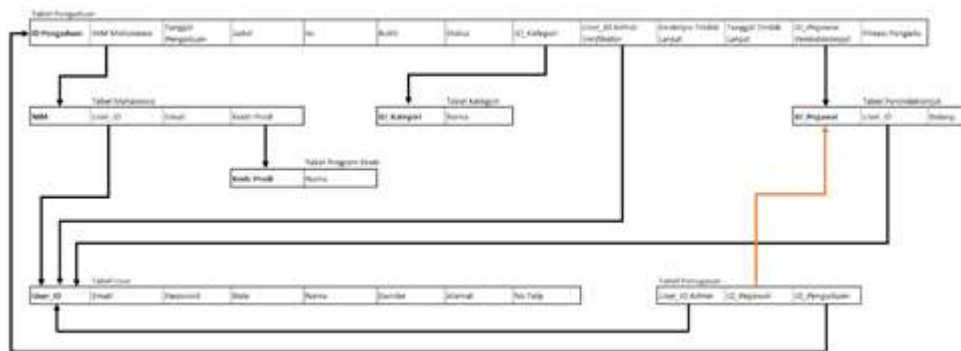 Tabel Pengaduan
ID Pengaduan NIM Mahasiswa Tanggal Pengaduan Judul Isi Bukti Status ID_Kategori User_ID Admin Verifikator Deskripsi Tindak Lanjut Tanggal Tindak Lanjut ID_Pegawai Privasi Pengadu
Tabel Mahasiswa
NIM User_ID Email Kode Prodi
Tabel Kategori
ID_Kategori Nama
Tabel Penindaklanjut
ID_Pegawai User_ID Bidang
Tabel Program Studi
Kode Prodi Nama
Tabel User
User_ID Email Password Role Nama Gender Alamat No Telp
Tabel Penugasan
User_ID Admin ID_Pegawai ID_Pengaduan